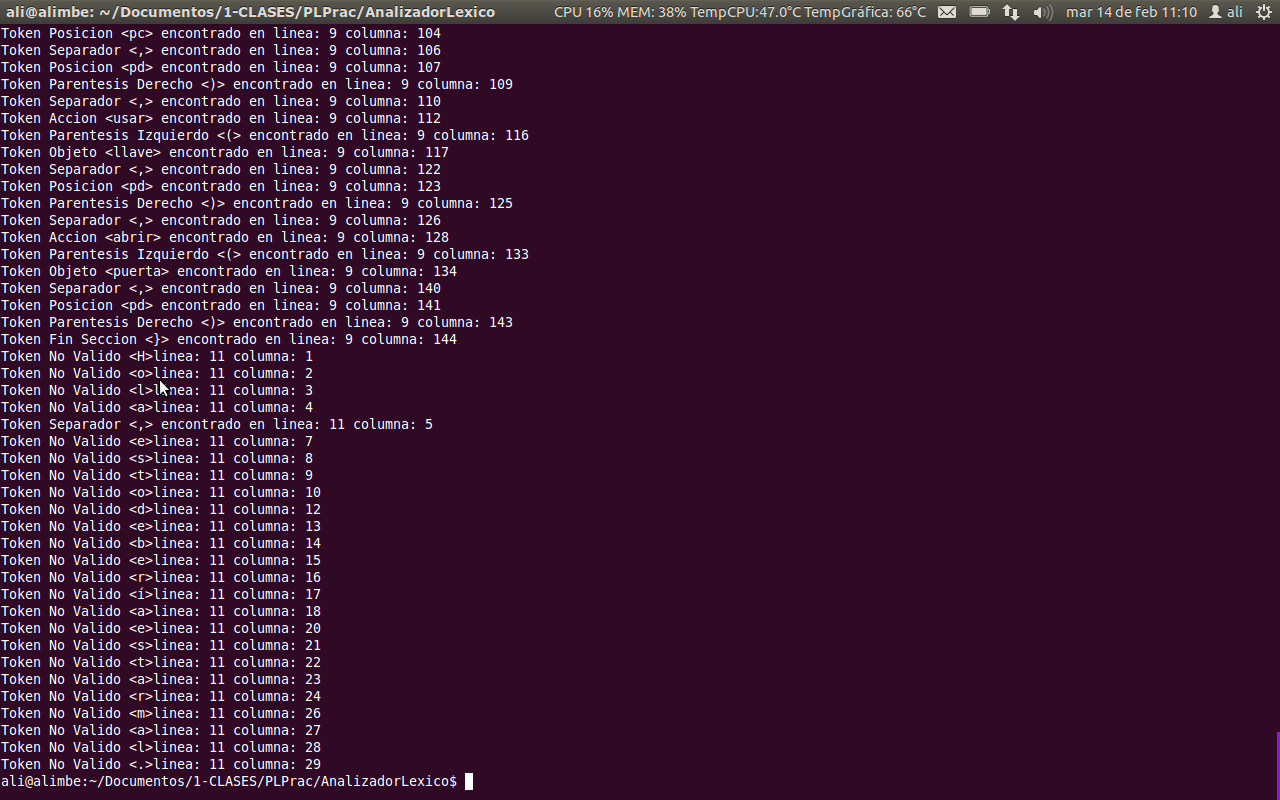 ali@alimbe: ~/Documentos/1-CLASES/PLPrac/AnalizadorLexico CPU 16% MEM: 38% TempCPU:47.0°C TempGráfica: 66°C mar 14 de feb 11:10 ali
Token Posicion <pc> encontrado en linea: 9 columna: 104
Token Separador <,> encontrado en linea: 9 columna: 106
Token Posicion <pd> encontrado en linea: 9 columna: 107
Token Parentesis Derecho <)> encontrado en linea: 9 columna: 109
Token Separador <,> encontrado en linea: 9 columna: 110
Token Accion <usar> encontrado en linea: 9 columna: 112
Token Parentesis Izquierdo <(> encontrado en linea: 9 columna: 116
Token Objeto <llave> encontrado en linea: 9 columna: 117
Token Separador <,> encontrado en linea: 9 columna: 122
Token Posicion <pd> encontrado en linea: 9 columna: 123
Token Parentesis Derecho <)> encontrado en linea: 9 columna: 125
Token Separador <,> encontrado en linea: 9 columna: 126
Token Accion <abrir> encontrado en linea: 9 columna: 128
Token Parentesis Izquierdo <(> encontrado en linea: 9 columna: 133
Token Objeto <puerta> encontrado en linea: 9 columna: 134
Token Separador <,> encontrado en linea: 9 columna: 140
Token Posicion <pd> encontrado en linea: 9 columna: 141
Token Parentesis Derecho <)> encontrado en linea: 9 columna: 143
Token Fin Seccion <}> encontrado en linea: 9 columna: 144
Token No Valido <H>linea: 11 columna: 1
Token No Valido <o>linea: 11 columna: 2
Token No Valido <l>linea: 11 columna: 3
Token No Valido <a>linea: 11 columna: 4
Token Separador <,> encontrado en linea: 11 columna: 5
Token No Valido <e>linea: 11 columna: 7
Token No Valido <s>linea: 11 columna: 8
Token No Valido <t>linea: 11 columna: 9
Token No Valido <o>linea: 11 columna: 10
Token No Valido <d>linea: 11 columna: 12
Token No Valido <e>linea: 11 columna: 13
Token No Valido <b>linea: 11 columna: 14
Token No Valido <e>linea: 11 columna: 15
Token No Valido <r>linea: 11 columna: 16
Token No Valido <í>linea: 11 columna: 17
Token No Valido <a>linea: 11 columna: 18
Token No Valido <e>linea: 11 columna: 20
Token No Valido <s>linea: 11 columna: 21
Token No Valido <t>linea: 11 columna: 22
Token No Valido <a>linea: 11 columna: 23
Token No Valido <r>linea: 11 columna: 24
Token No Valido <m>linea: 11 columna: 26
Token No Valido <a>linea: 11 columna: 27
Token No Valido <l>linea: 11 columna: 28
Token No Valido <.>linea: 11 columna: 29
ali@alimbe:~/Documentos/1-CLASES/PLPrac/AnalizadorLexico$